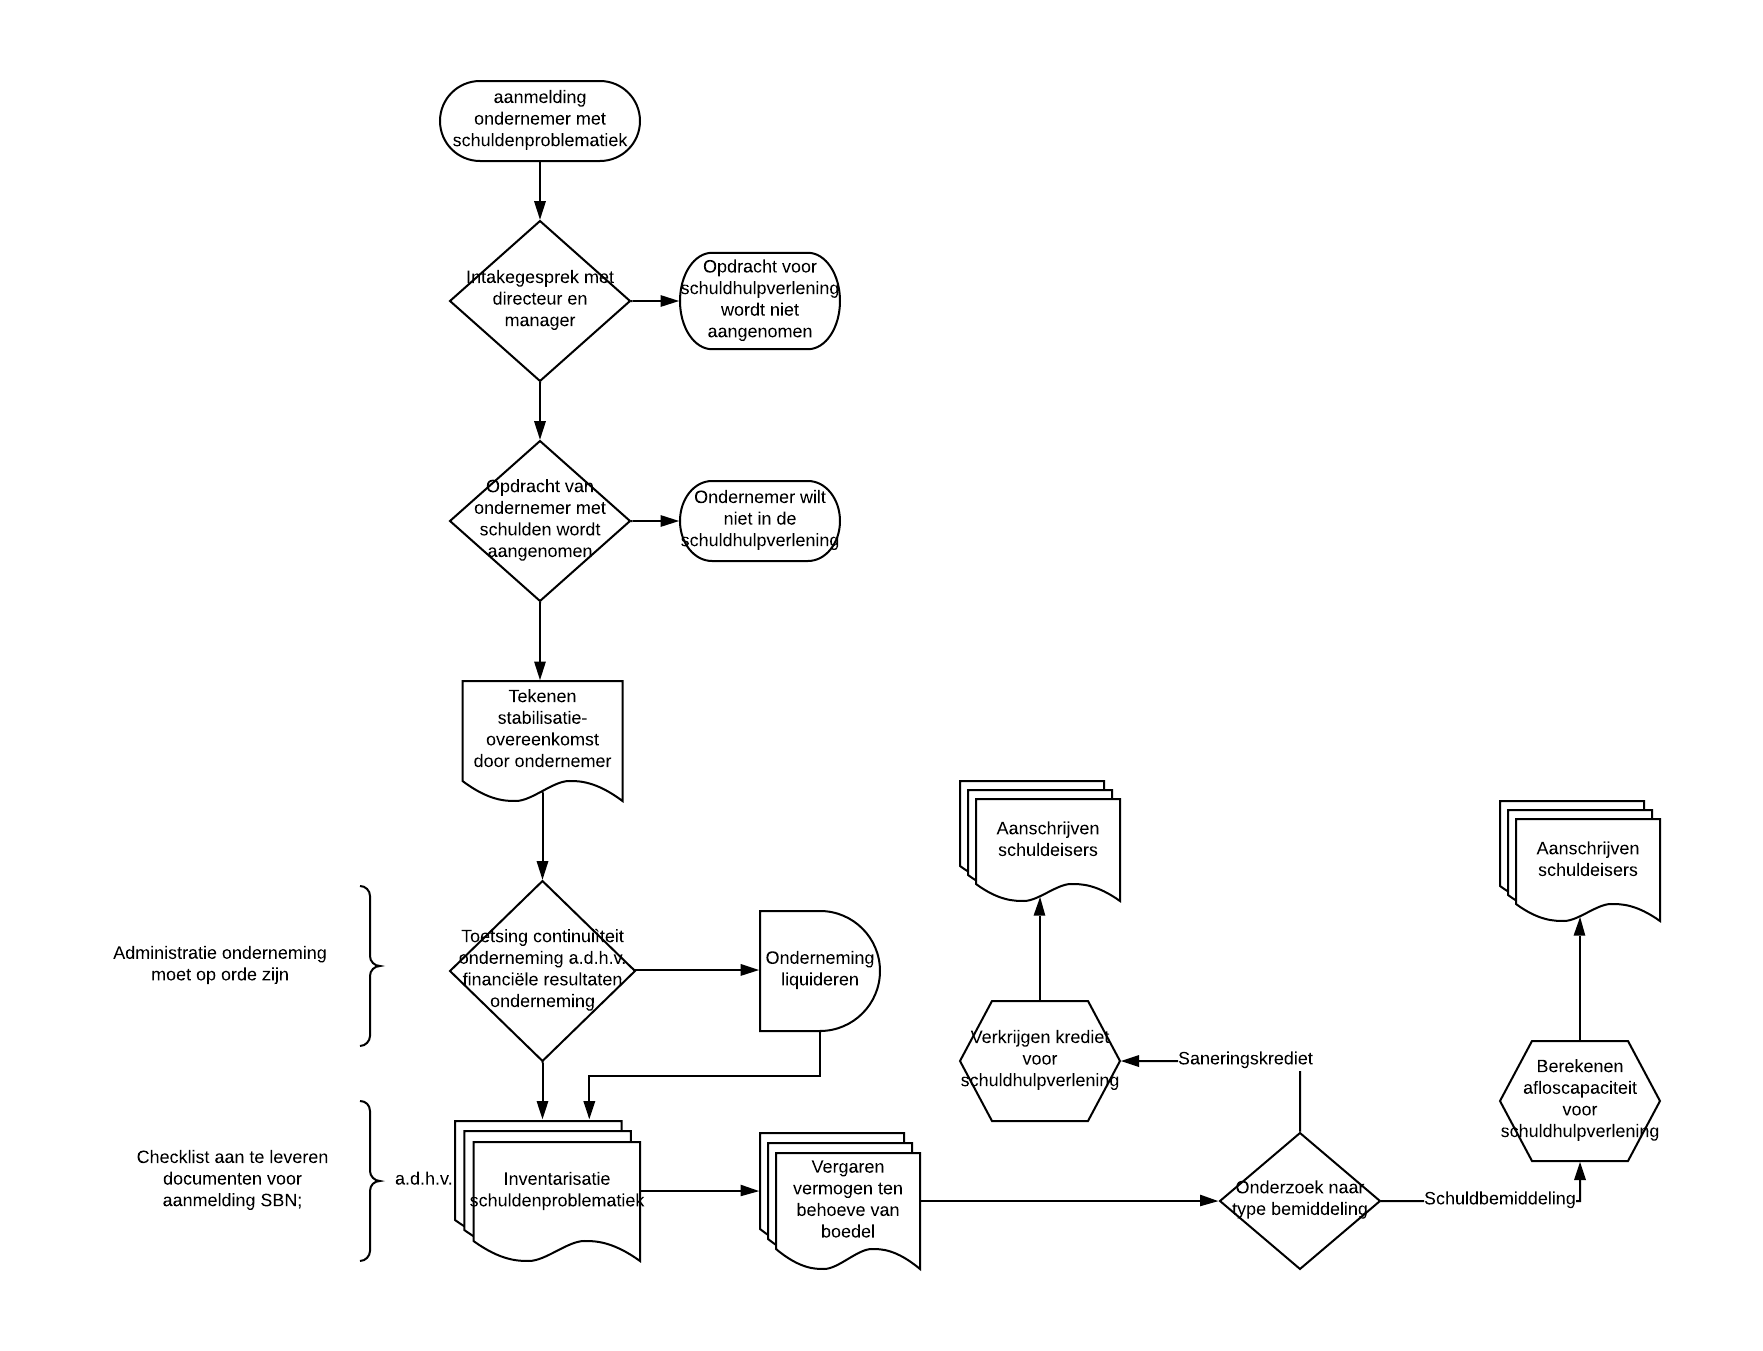 aanmelding
ondernemer met
schuldenproblematiek
Intakegesprek met
directeur en
manager
Opdracht voor
schuldhulpverlening
wordt niet
aangenomen
Opdracht van
ondernemer met
schulden wordt
aangenomen
Ondernemer wilt
niet in de
schuldhulpverlening
Tekenen
stabilisatie-
overeenkomst
door ondernemer
Administratie onderneming
moet op orde zijn
Toetsing continuïteit
onderneming a.d.h.v.
financiële resultaten
onderneming
Onderneming
liquideren
Checklist aan te leveren
documenten voor
aanmelding SBN;
a.d.h.v.
Inventarisatie
schuldenproblematiek
Vergaren
vermogen ten
behoeve van
boedel
Onderzoek naar
type bemiddeling
Saneringskrediet
Verkrijgen krediet
voor
schuldhulpverlening
Aanschrijven
schuldeisers
Schuldbemiddeling
Berekenen
afloscapaciteit
voor
schuldhulpverlening
Aanschrijven
schuldeisers